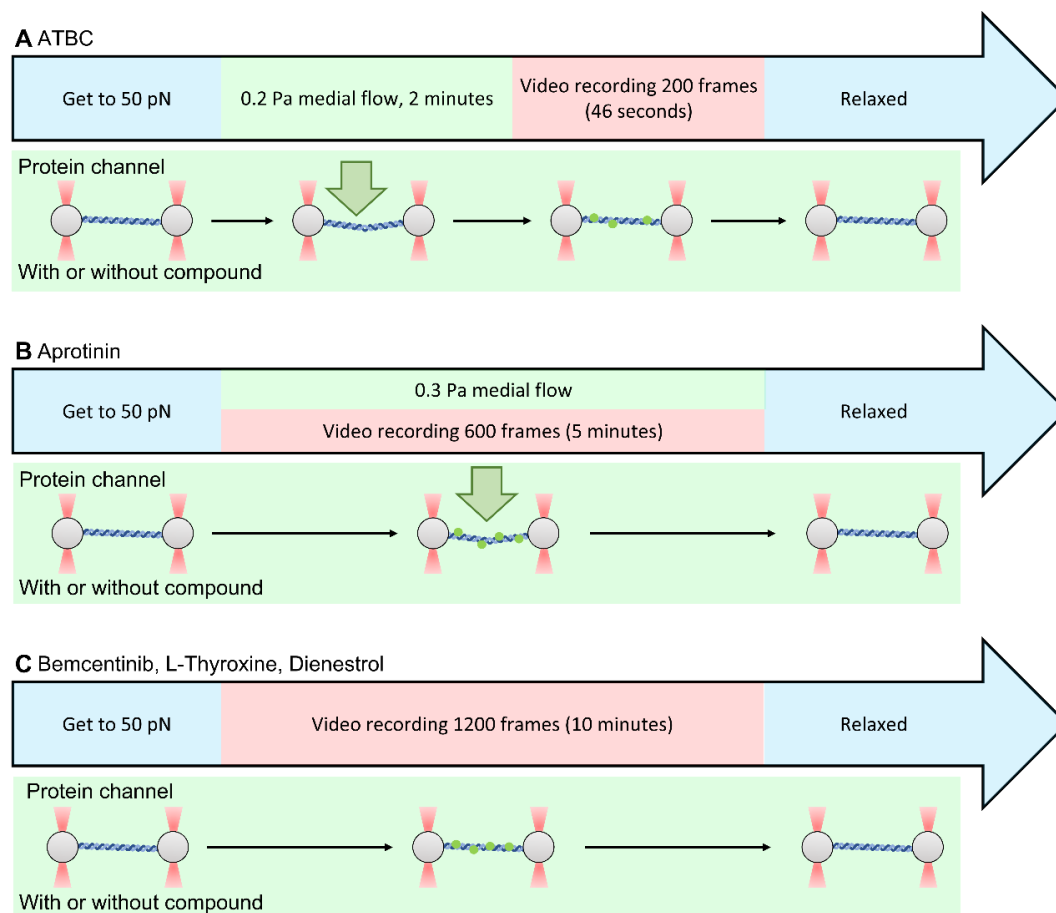 A ATBC
Get to 50 pN
0.2 Pa medial flow, 2 minutes
Video recording 200 frames
(46 seconds)
Relaxed
Protein channel
With or without compound
B Aprotinin
Get to 50 pN
0.3 Pa medial flow
Video recording 600 frames (5 minutes)
Relaxed
Protein channel
With or without compound
C Bemcentinib, L-Thyroxine, Dienestrol
Get to 50 pN
Video recording 1200 frames (10 minutes)
Relaxed
Protein channel
With or without compound